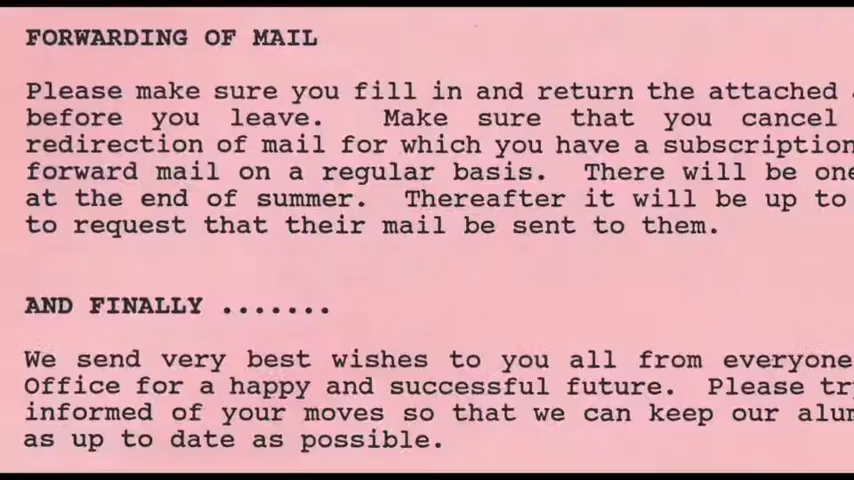 FORWARDING OF MAIL
Please make sure you fill in and return the attached
before you leave. Make sure that you cancel
redirection of mail for which you have a subscription
forward mail on a regular basis. There will be one
at the end of summer. Thereafter it will be up to
to request that their mail be sent to them.
AND FINALLY .......
We send very best wishes to you all from everyone
Office for a happy and successful future. Please try
informed of your moves so that we can keep our
as up to date as possible.